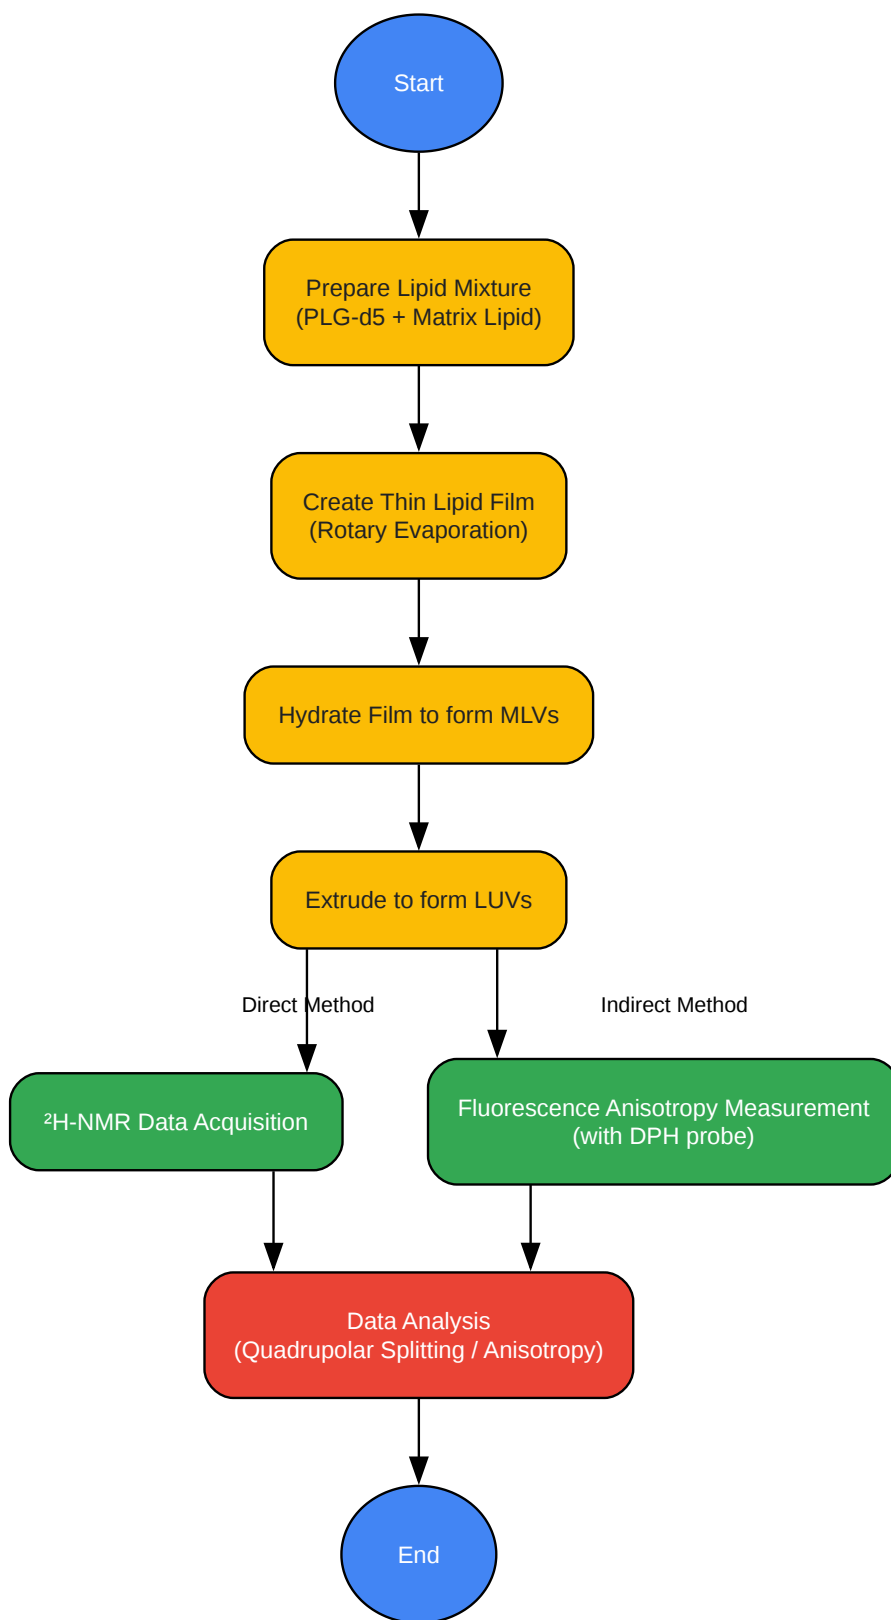 Start
Prepare Lipid Mixture
(PLG-d5 + Matrix Lipid)
Create Thin Lipid Film
(Rotary Evaporation)
Hydrate Film to form MLVs
Extrude to form LUVs
Direct Method
Indirect Method
²H-NMR Data Acquisition
Fluorescence Anisotropy Measurement
(with DPH probe)
Data Analysis
(Quadrupolar Splitting / Anisotropy)
End